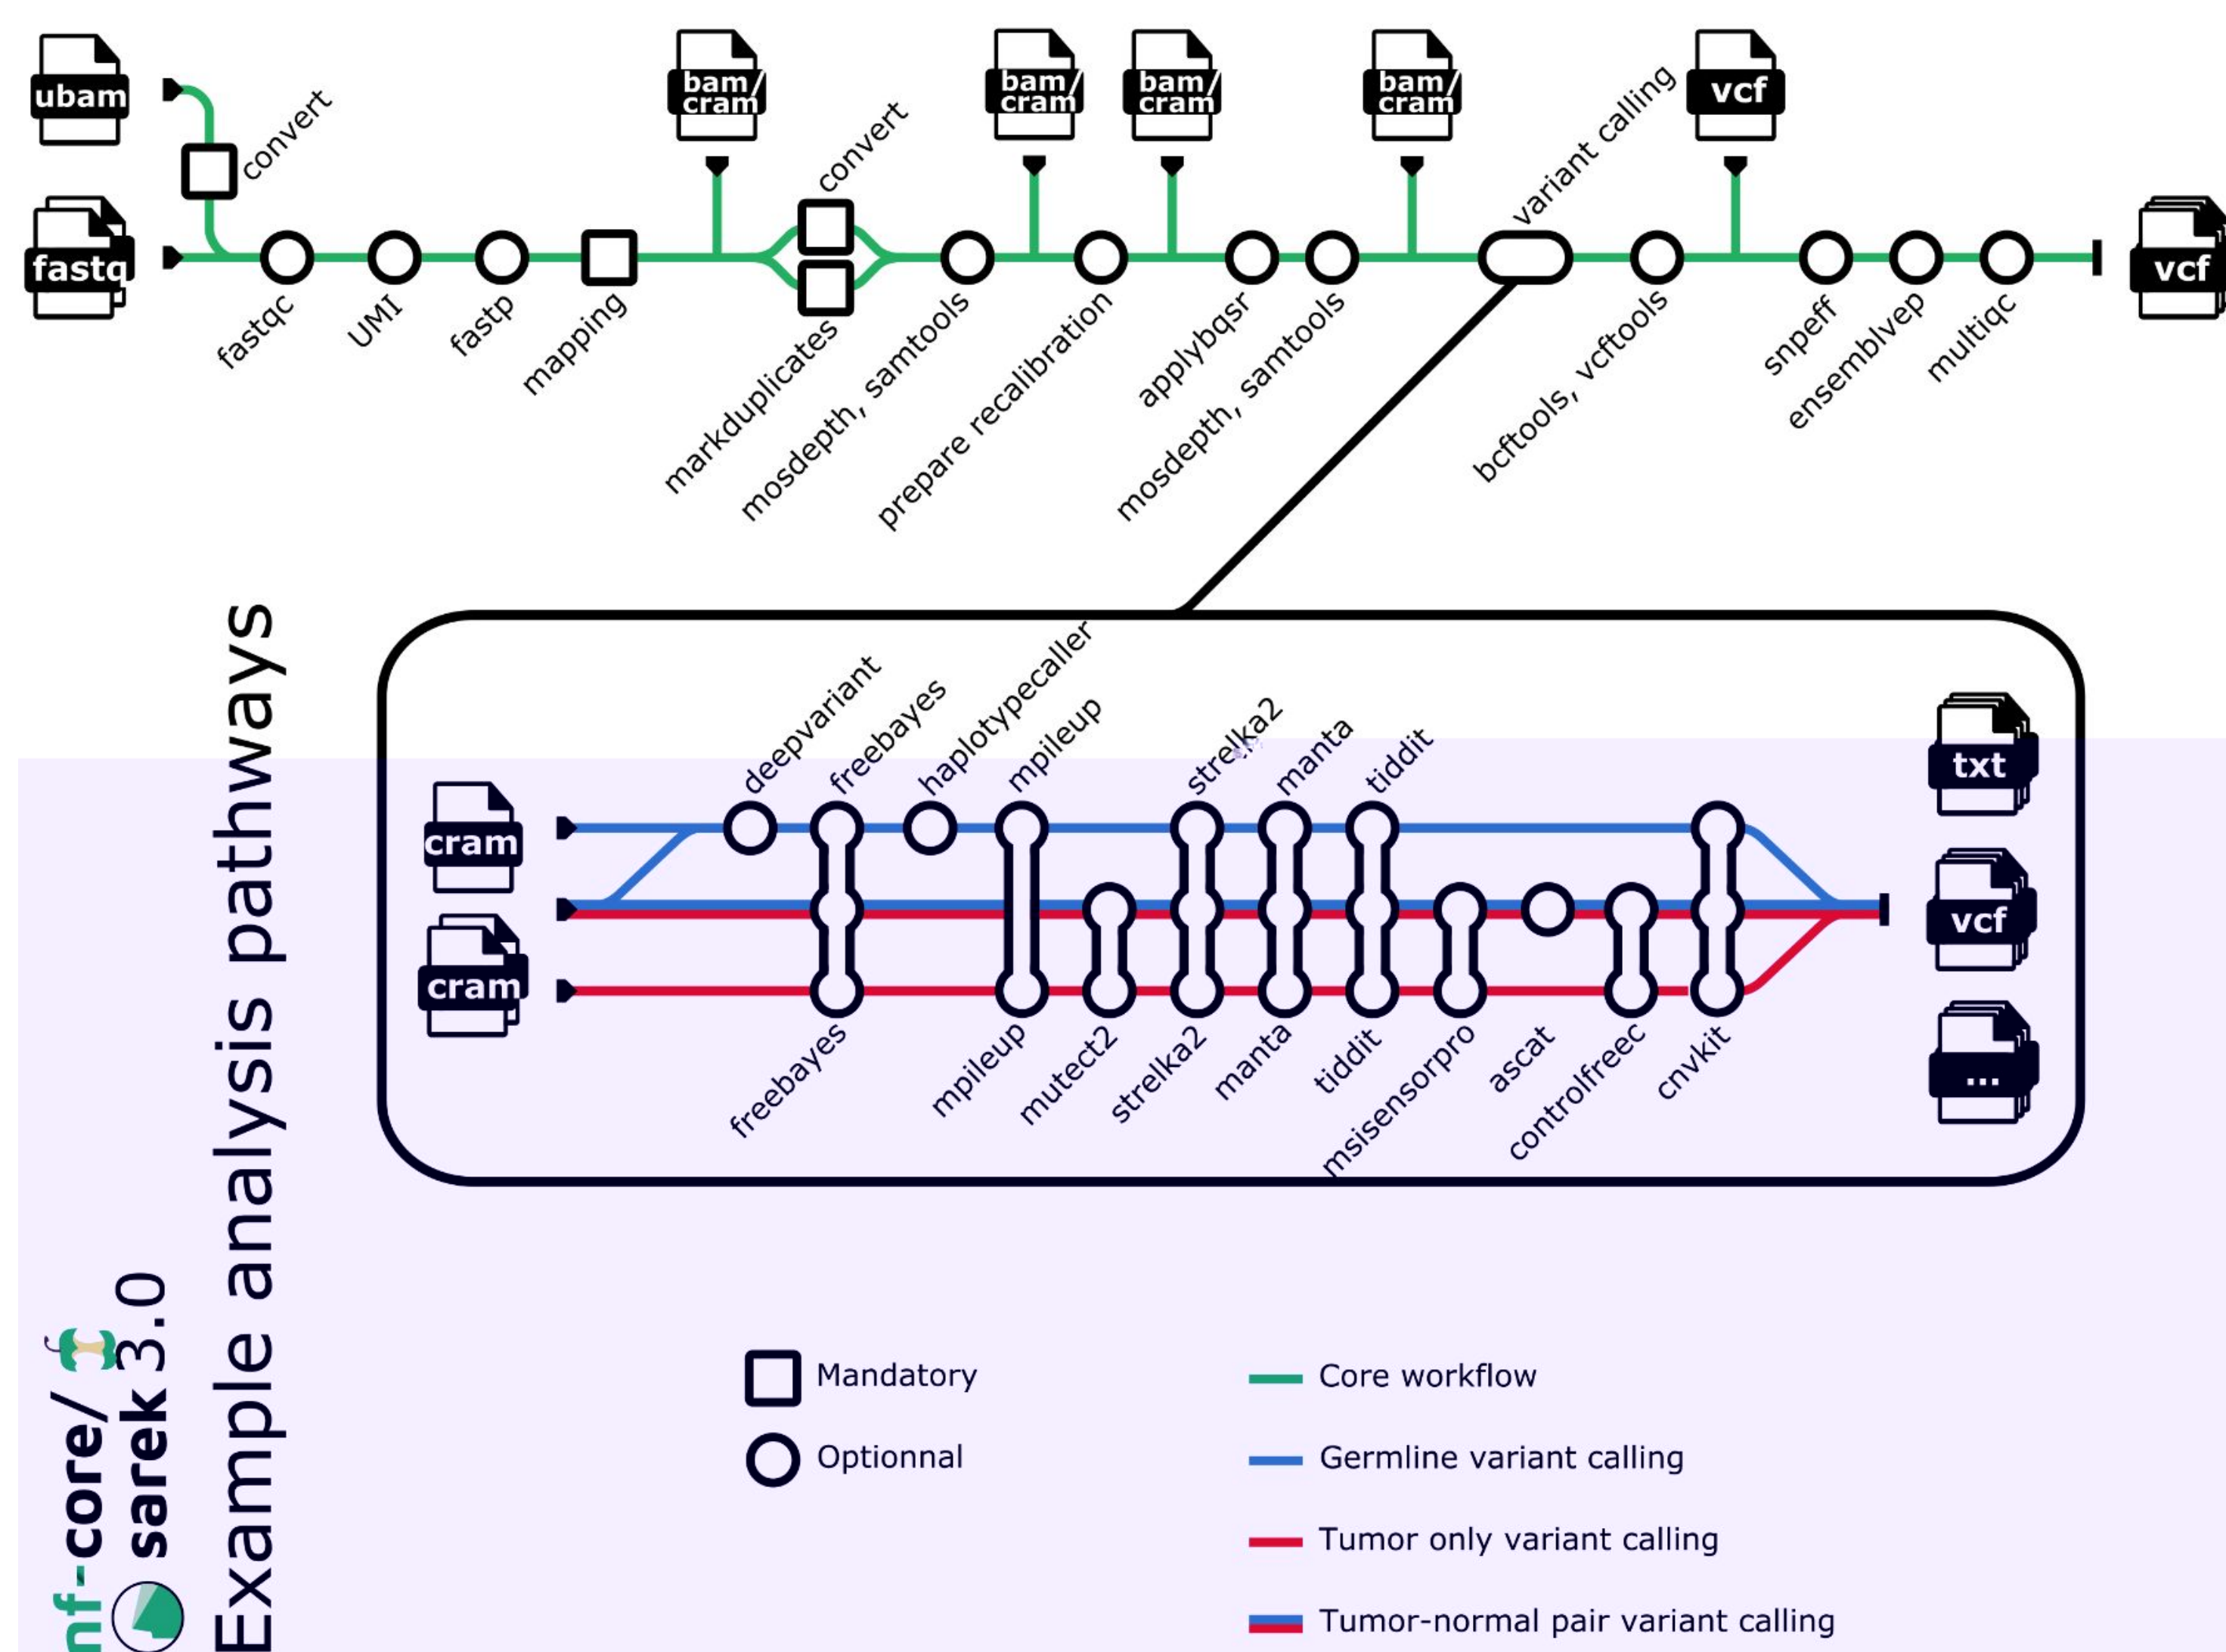 ubam
convert
fastq
fastqc
UMI
fastp
mapping
bam/
cram
convert
markduplicates
mosdepth, samtools
bam/
cram
prepare recalibration
bam/
cram
applybqsr
mosdepth, samtools
bam/
cram
variant calling
bcftools, vcftools
vcf
snpeff
ensemblvep
multiqc
vcf
deepvariant
freebayes
haplotypecaller
mpileup
strelka2
manta
tiddit
cram
cram
freebayes
mpileup
mutect2
strelka2
manta
tiddit
msisensorpro
ascat
controlfreec
cnvkit
txt
vcf
...
Mandatory
Optionnal
Core workflow
Germline variant calling
Tumor only variant calling
Tumor-normal pair variant calling
nf-core/
sarek 3.0
Example analysis pathways